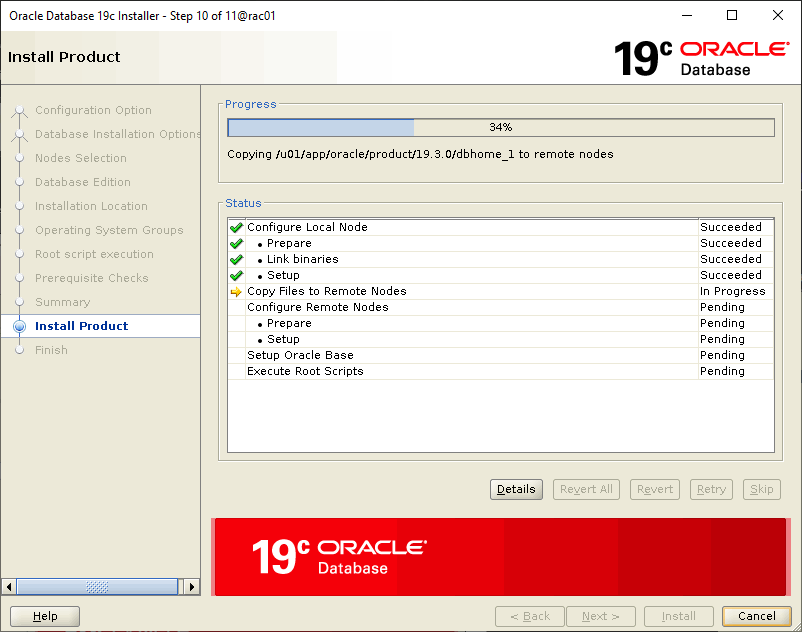 Oracle Database 19c Installer - Step 10 of 11@rac01
Install Product
19c ORACLE
Database
Configuration Option
Database Installation Options
Nodes Selection
Database Edition
Installation Location
Operating System Groups
Root script execution
Prerequisite Checks
Summary
Install Product
Finish
Progress
34%
Copying /u01/app/oracle/product/19.3.0/dbhome_1 to remote nodes
Status
Configure Local Node Succeeded
• Prepare Succeeded
• Link binaries Succeeded
• Setup Succeeded
Copy Files to Remote Nodes In Progress
Configure Remote Nodes Pending
• Prepare Pending
• Setup Pending
Setup Oracle Base Pending
Execute Root Scripts Pending
Details Revert All Revert Retry Skip
19c ORACLE
Database
Help < Back Next > Install Cancel